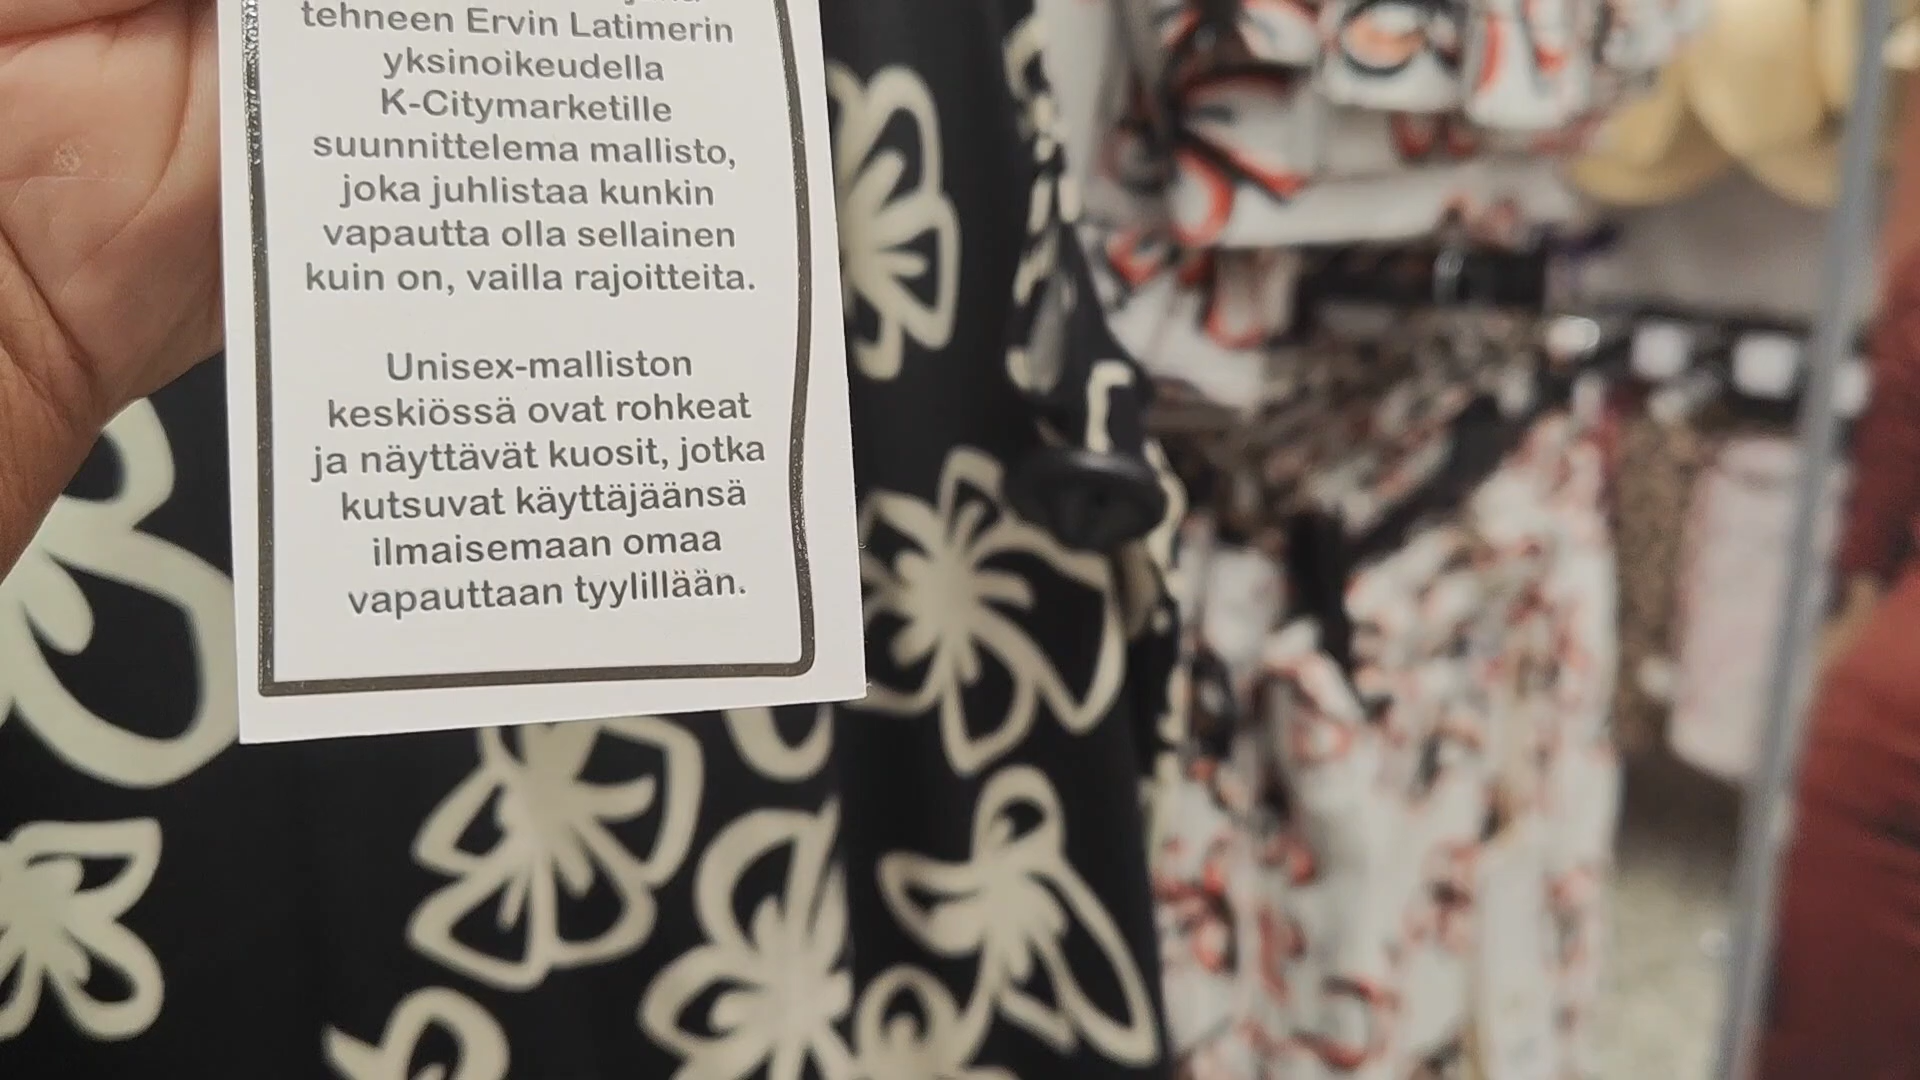 tehneen Ervin Latimerin
yksinoikeudella
K-Citymarketille
suunnittelema mallisto,
joka juhlistaa kunkin
vapautta olla sellainen
kuin on, vailla rajoitteita.
Unisex-malliston
keskiössä ovat rohkeat
ja näyttävät kuosit, jotka
kutsuvat käyttäjäänsä
ilmaisemaan omaa
vapauttaan tyylillään.